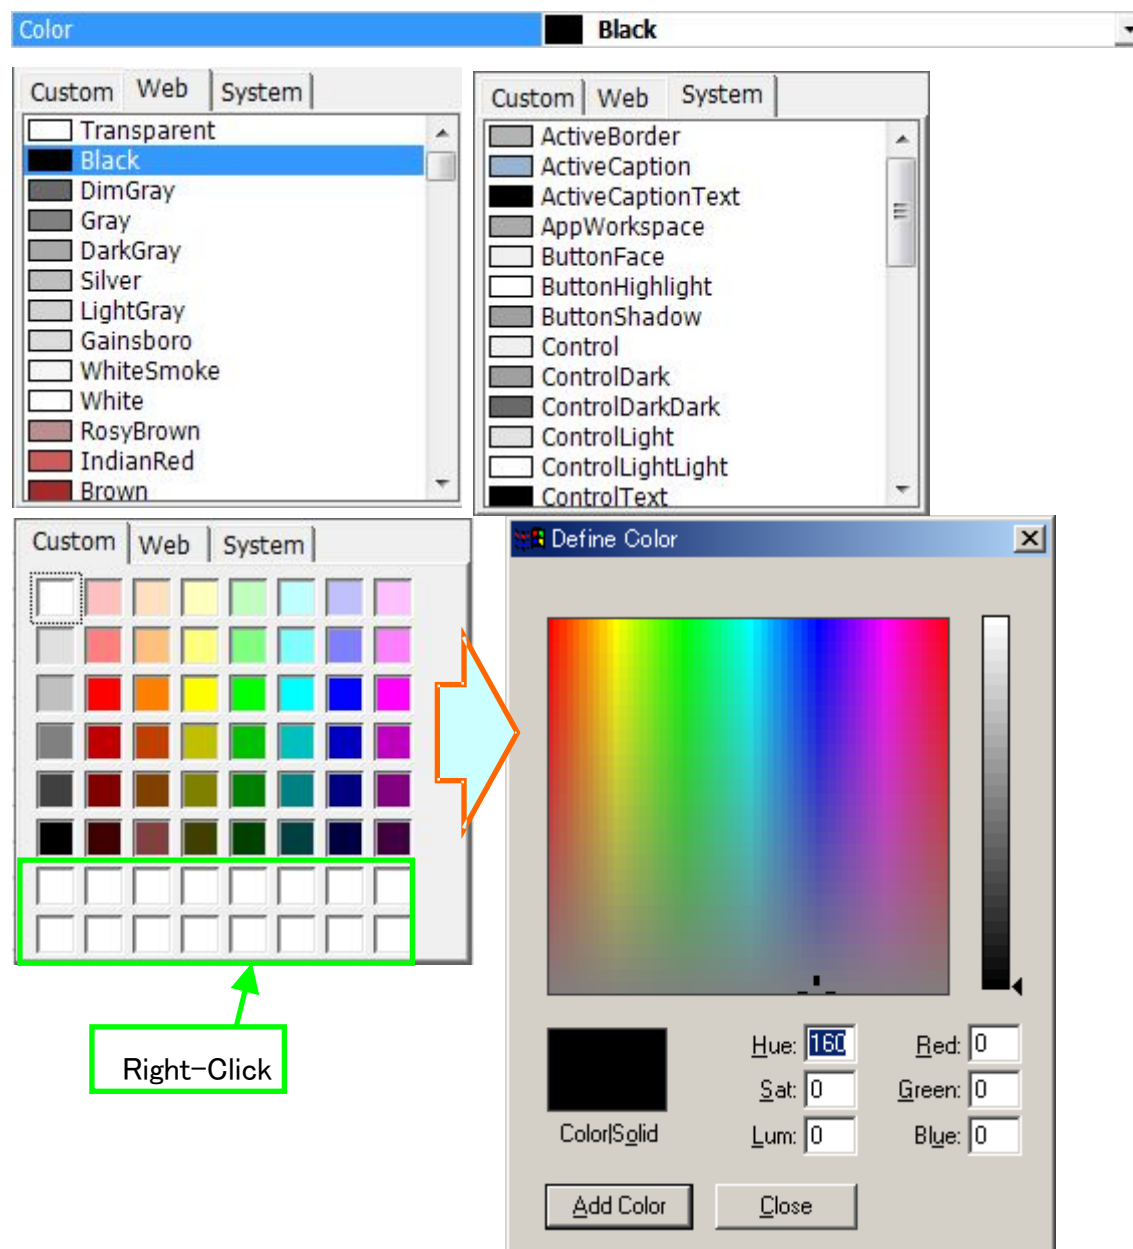 Color Black
Custom Web System
Transparent
Black
DimGray
Gray
DarkGray
Silver
LightGray
Gainsboro
WhiteSmoke
White
RosyBrown
IndianRed
Brown
Custom Web System
ActiveBorder
ActiveCaption
ActiveCaptionText
AppWorkspace
ButtonFace
ButtonHighlight
ButtonShadow
Control
ControlDark
ControlDarkDark
ControlLight
ControlLightLight
ControlText
Custom Web System
Right-Click
Define Color
Hue: 160 Red: 0
Sat: 0 Green: 0
Color|Solid Lum: 0 Blue: 0
Add Color Close